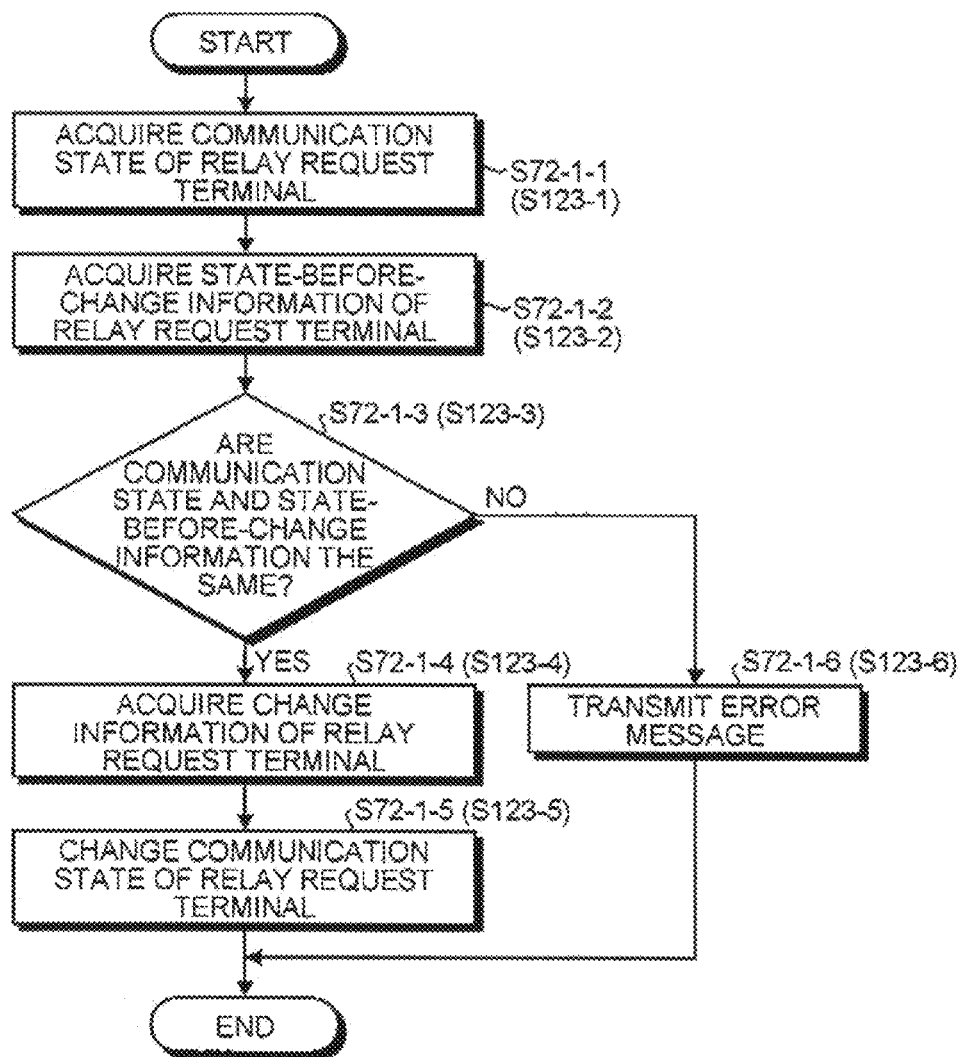 START
ACQUIRE COMMUNICATION
STATE OF RELAY REQUEST
TERMINAL
S72-1-1
(S123-1)
ACQUIRE STATE-BEFORE-
CHANGE INFORMATION OF
RELAY REQUEST TERMINAL
S72-1-2
(S123-2)
S72-1-3 (S123-3)
ARE
COMMUNICATION
STATE AND STATE-
BEFORE-CHANGE
INFORMATION THE
SAME?
NO
YES
S72-1-4 (S123-4)
ACQUIRE CHANGE
INFORMATION OF RELAY
REQUEST TERMINAL
S72-1-6 (S123-6)
TRANSMIT ERROR
MESSAGE
S72-1-5 (S123-5)
CHANGE COMMUNICATION
STATE OF RELAY REQUEST
TERMINAL
END